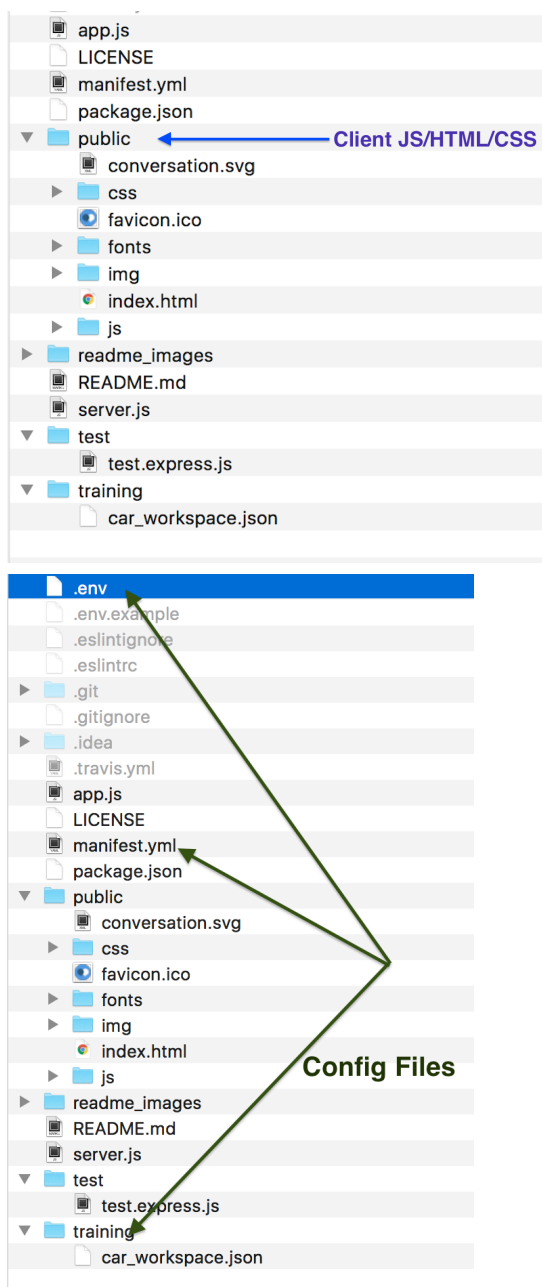 app.js
LICENSE
manifest.yml
package.json
public Client JS/HTML/CSS
conversation.svg
css
favicon.ico
fonts
img
index.html
js
readme_images
README.md
server.js
test
test.express.js
training
car_workspace.json
.env
.env.example
.eslintignore
.eslintrc
.git
.gitignore
.idea
.travis.yml
app.js
LICENSE
manifest.yml
package.json
public
conversation.svg
css
favicon.ico
fonts
img
index.html
Config Files
js
readme_images
README.md
server.js
test
test.express.js
training
car_workspace.json